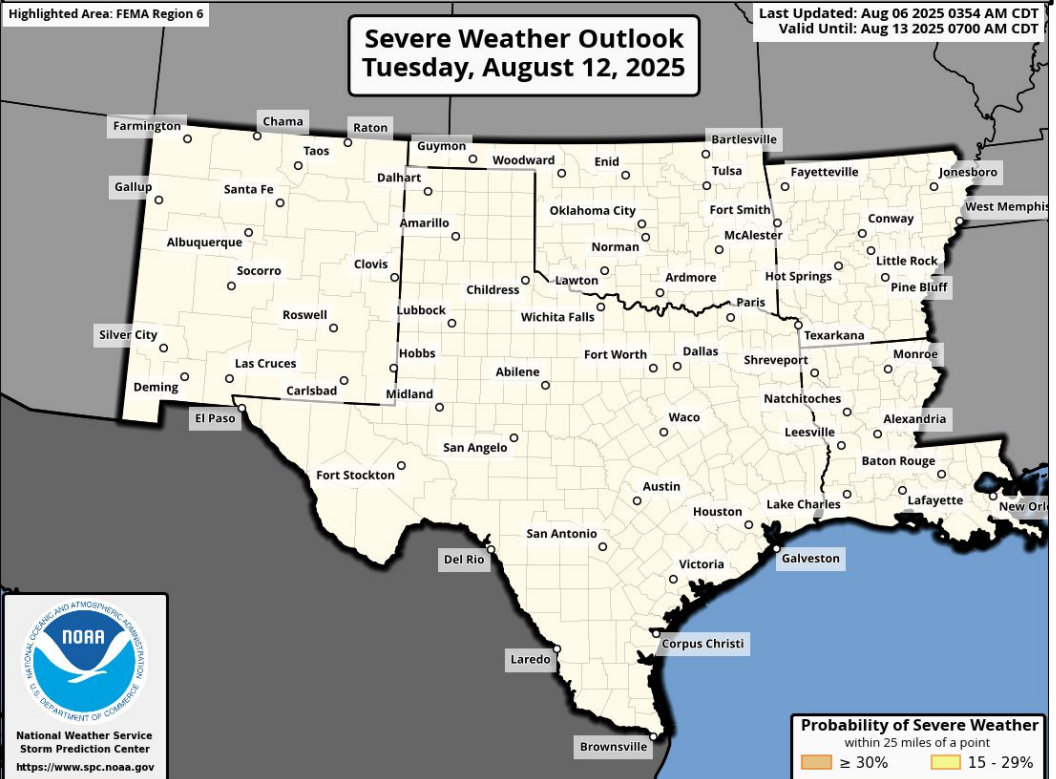 Highlighted Area: FEMA Region 6
Severe Weather Outlook
Tuesday, August 12, 2025
Last Updated: Aug 06 2025 0354 AM CDT
Valid Until: Aug 13 2025 0700 AM CDT
Farmington
Chama
Raton
Taos
Guymon
Woodward
Enid
Bartlesville
Tulsa
Fayetteville
Jonesboro
Gallup
Santa Fe
Dalhart
West Memphis
Albuquerque
Amarillo
Oklahoma City
Fort Smith
Conway
Norman
McAlester
Socorro
Clovis
Little Rock
Childress
Lawton
Ardmore
Hot Springs
Pine Bluff
Roswell
Lubbock
Wichita Falls
Paris
Silver City
Texarkana
Las Cruces
Hobbs
Fort Worth
Dallas
Shreveport
Monroe
Deming
Carlsbad
Midland
Abilene
Natchitoches
El Paso
Waco
Leesville
Alexandria
Fort Stockton
San Angelo
Baton Rouge
Austin
Houston
Lake Charles
Lafayette
New Orl
San Antonio
Del Rio
Galveston
Victoria
Laredo
Corpus Christi
Brownsville
NATIONAL OCEANIC AND ATMOSPHERIC ADMINISTRATION
NOAA
U.S. DEPARTMENT OF COMMERCE
National Weather Service
Storm Prediction Center
https://www.spc.noaa.gov
Probability of Severe Weather
within 25 miles of a point
≥ 30%
15 - 29%